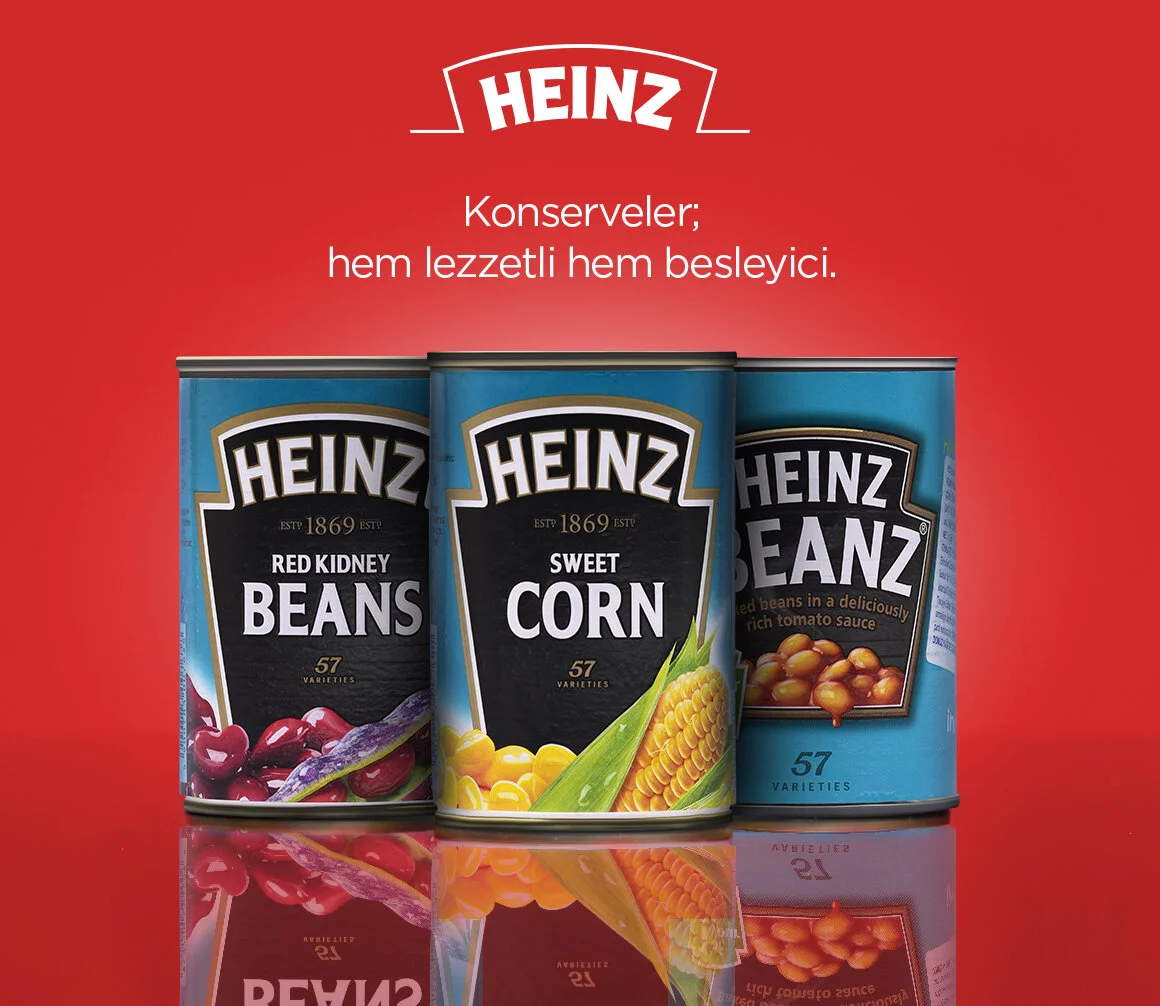 HEINZ
Konserveler;
hem lezzetli hem besleyici.
HEINZ
ESTD 1869 ESTD
RED KIDNEY
BEANS
57
VARIETIES
HEINZ
ESTD 1869 ESTD
SWEET
CORN
57
VARIETIES
HEINZ
BEANZ®
beans in a deliciously
rich tomato sauce
57
VARIETIES